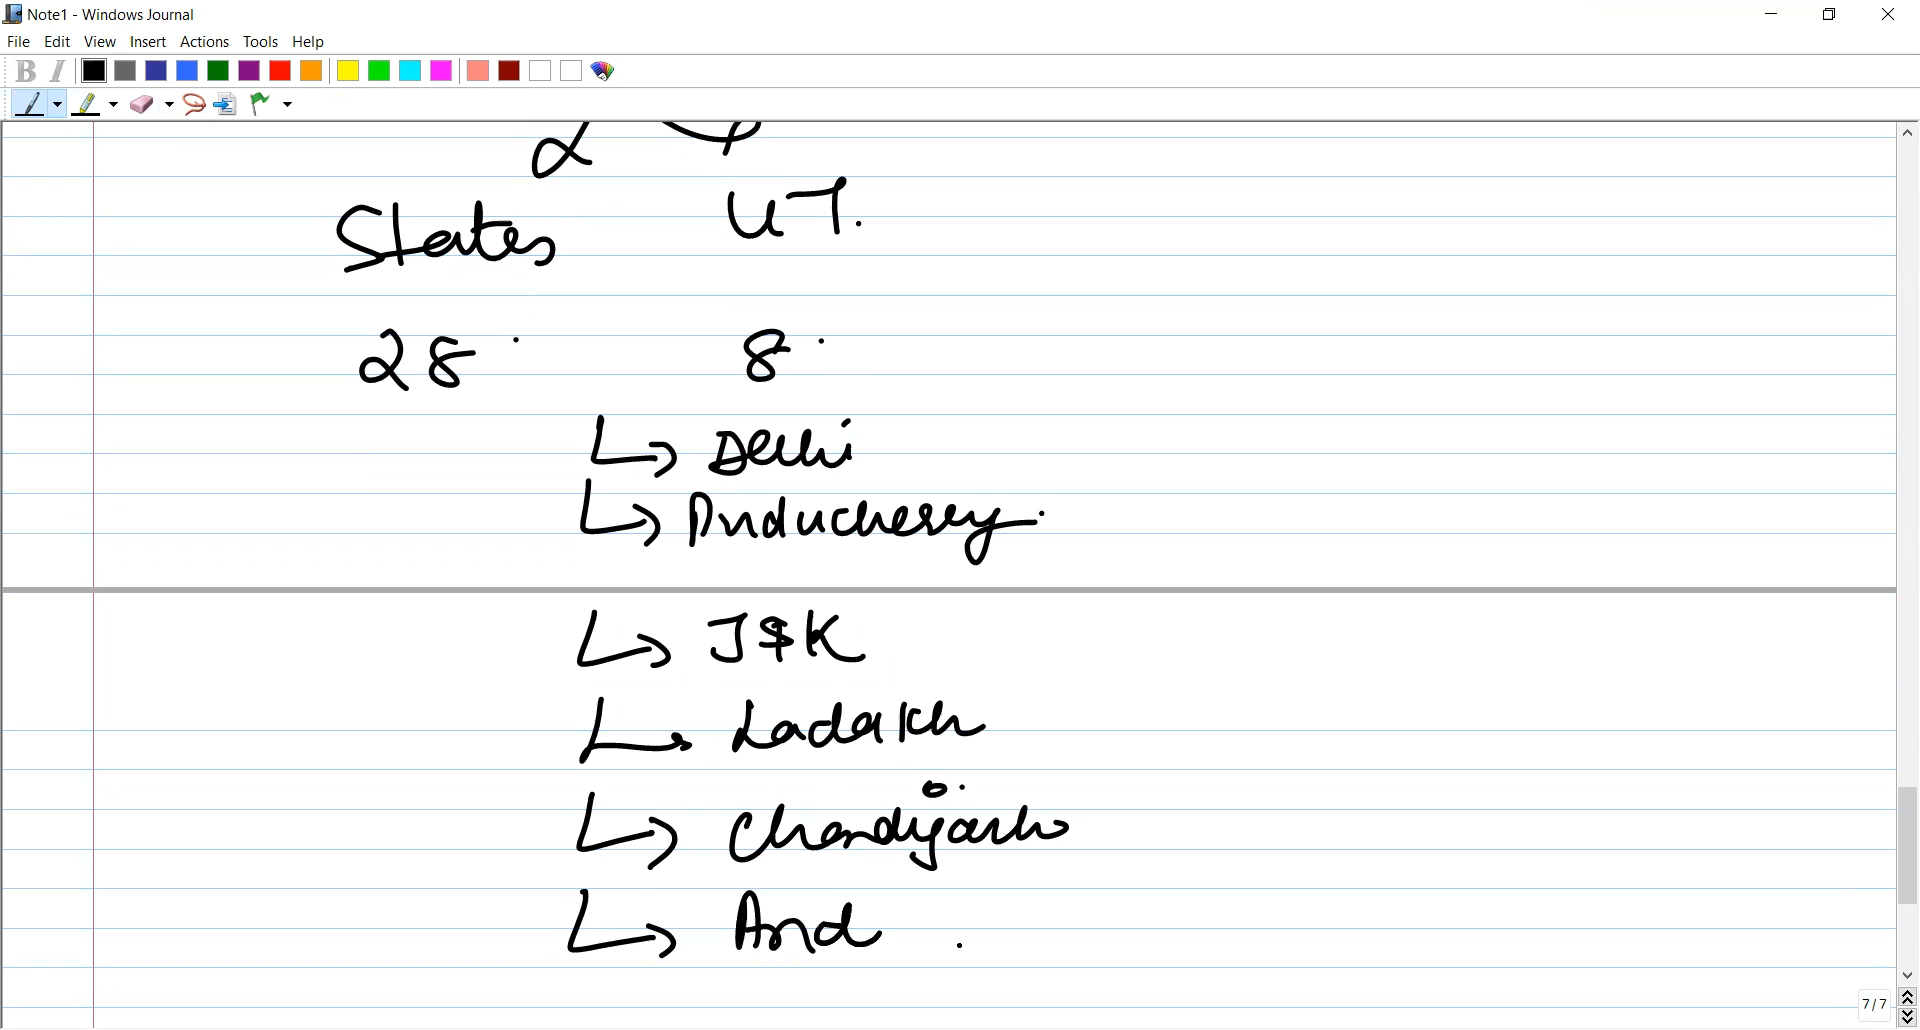 Note1 - Windows Journal
File Edit View Insert Actions Tools Help
B I
States UT.
28 8
Delhi
Puducherry
J&K
Ladakh
Chandigarh
And
7/7